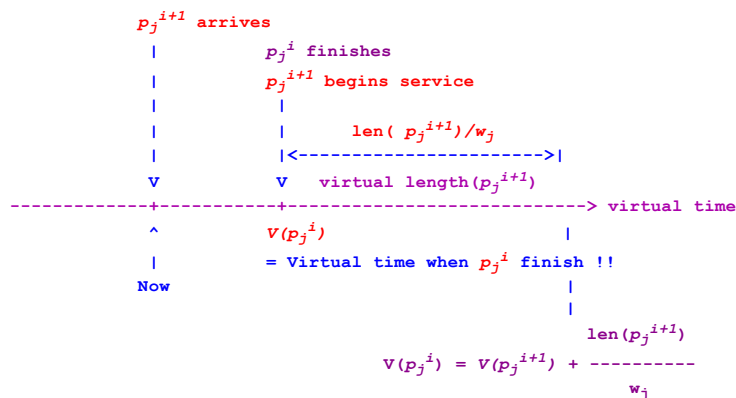 p_j^{i+1} arrives
| p_j^i finishes
| p_j^{i+1} begins service
| |
| | len( p_j^{i+1})/w_j
| |<----------------------->|
V V virtual length(p_j^{i+1})
-------------+-----------+----------------------------> virtual time
^ V(p_j^i) |
| = Virtual time when p_j^i finish !!
Now |
|
len(p_j^{i+1})
V(p_j^i) = V(p_j^{i+1}) + ----------
w_j